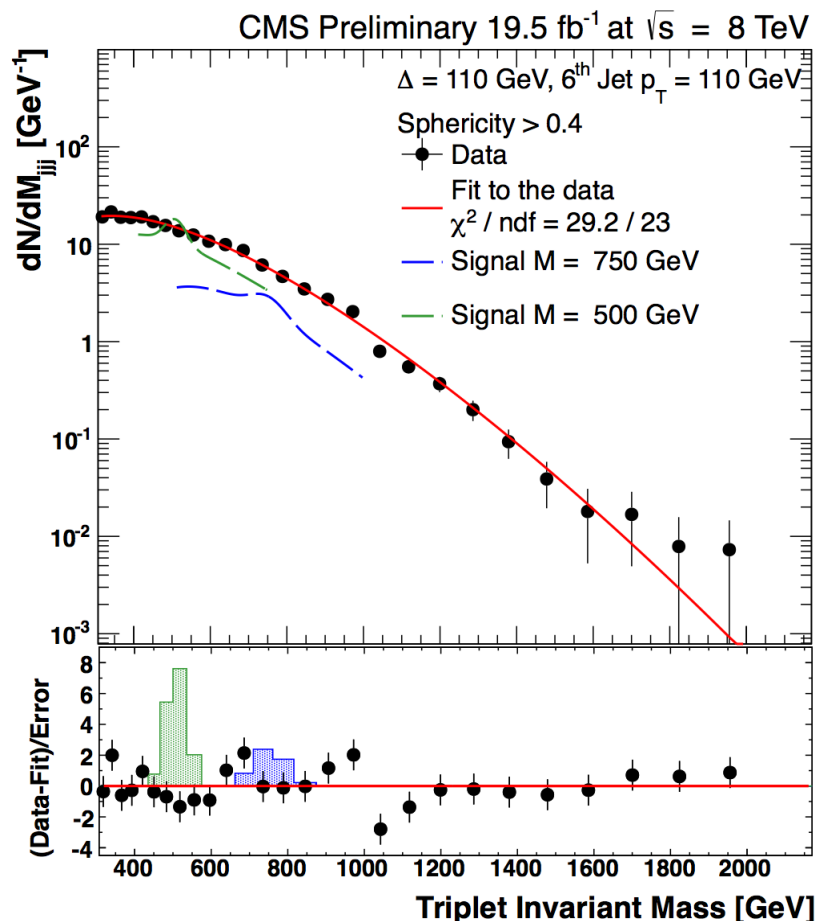 CMS Preliminary 19.5 fb⁻¹ at √s = 8 TeV
Δ = 110 GeV, 6ᵗʰ Jet p_T = 110 GeV
Sphericity > 0.4
Data
Fit to the data
χ² / ndf = 29.2 / 23
Signal M = 750 GeV
Signal M = 500 GeV
dN/dM_jjj [GeV⁻¹]
10²
10
1
10⁻¹
10⁻²
10⁻³
(Data-Fit)/Error
8
6
4
2
0
-2
-4
400 600 800 1000 1200 1400 1600 1800 2000
Triplet Invariant Mass [GeV]